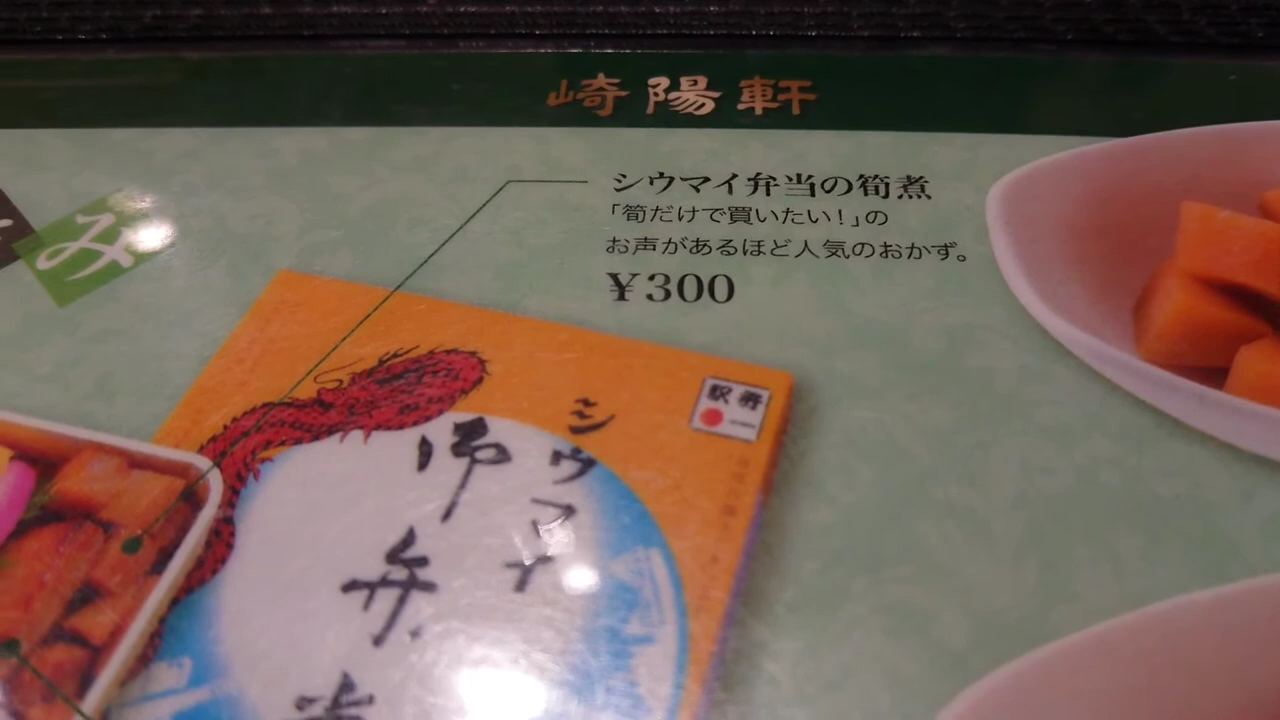 崎陽軒
み
シウマイ弁当の筍煮
「筍だけで買いたい!」の
お声があるほど人気のおかず。
¥300
駅弁
シウマイ
御弁當